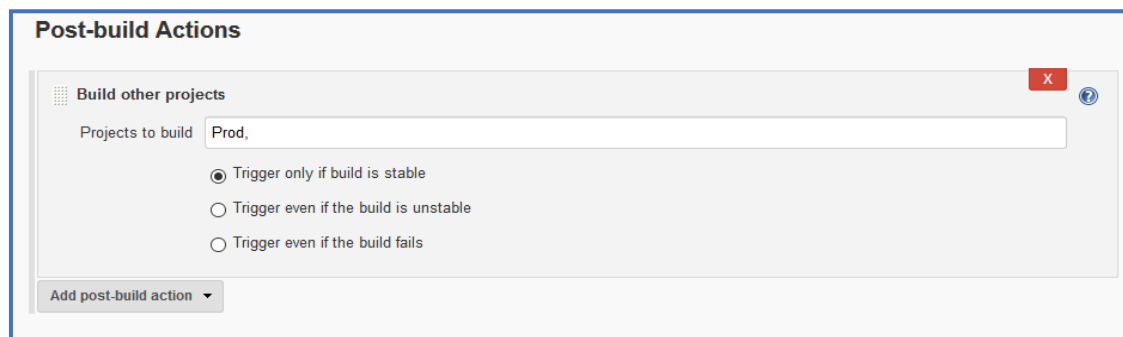 Post-build Actions
X
Build other projects
?
Projects to build Prod,
Trigger only if build is stable
Trigger even if the build is unstable
Trigger even if the build fails
Add post-build action